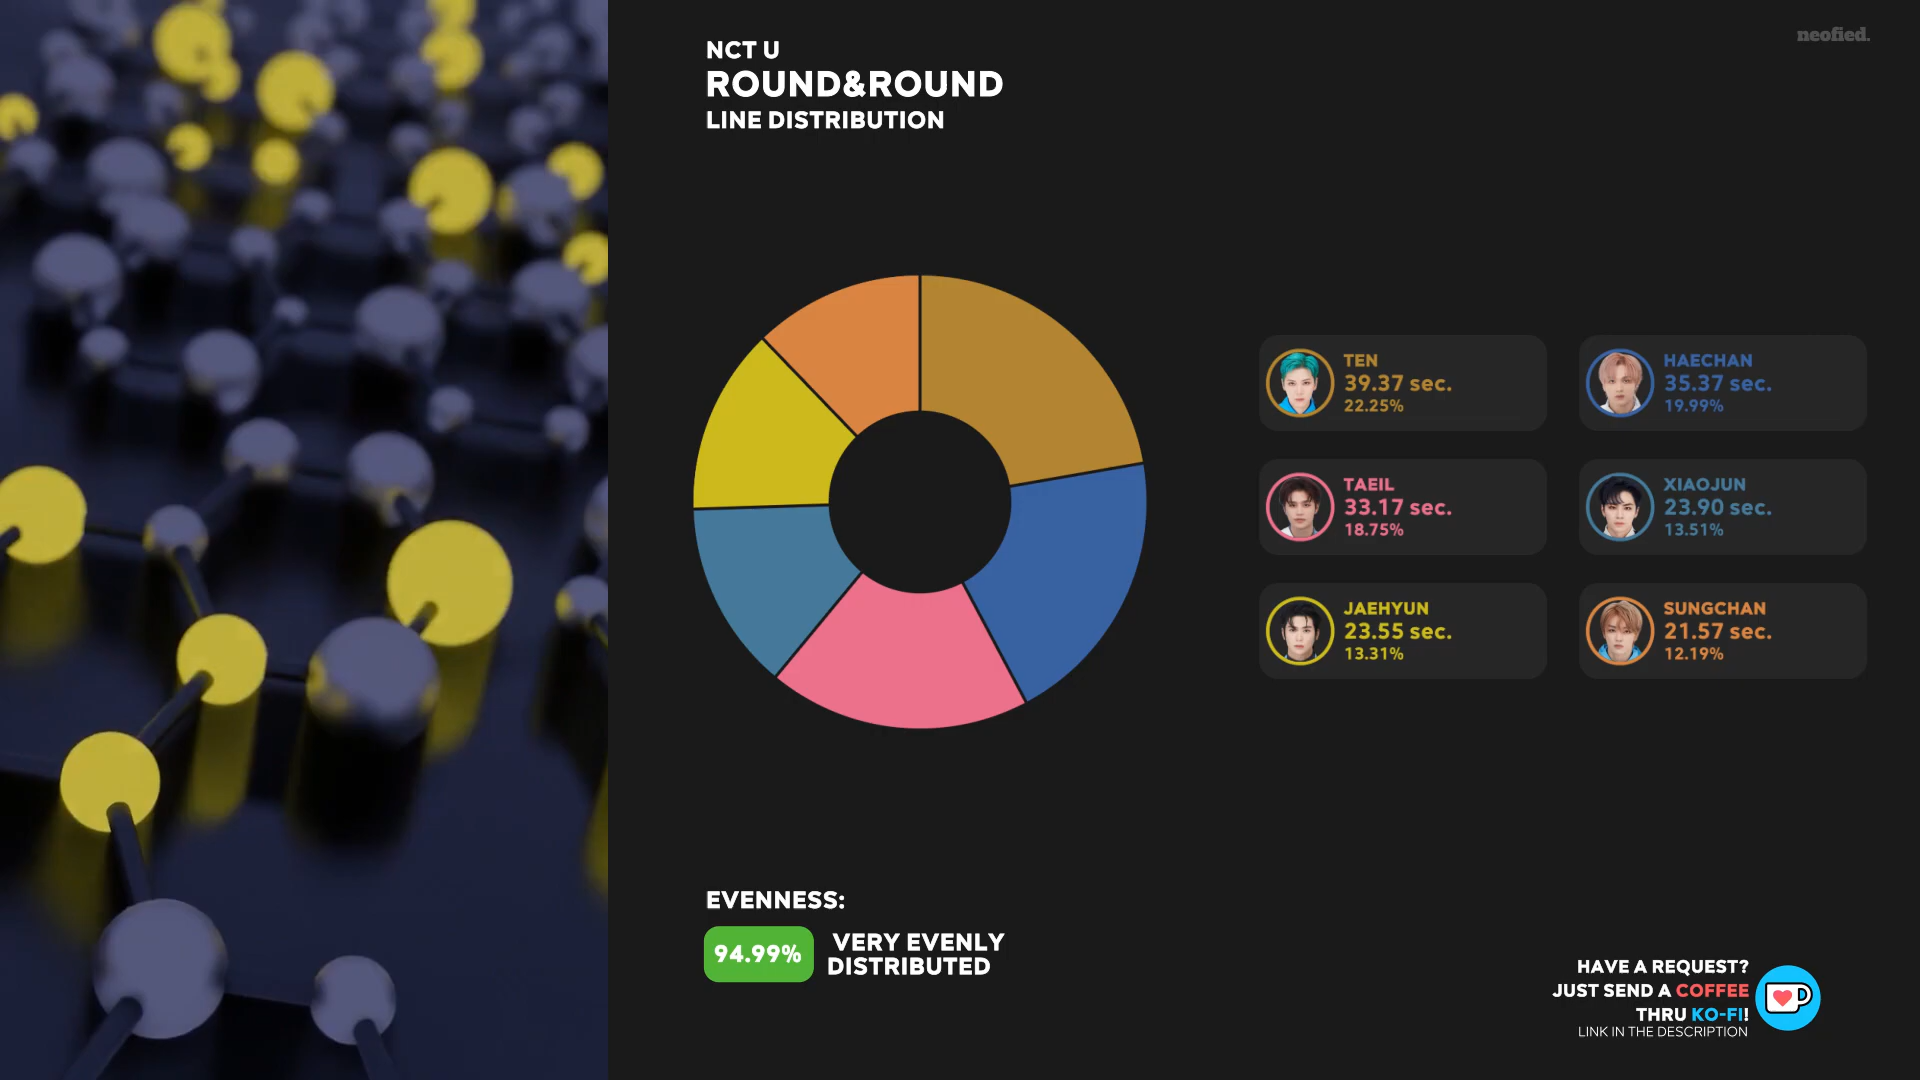 neofied.
NCT U
ROUND&ROUND
LINE DISTRIBUTION
TEN
39.37 sec.
22.25%
HAECHAN
35.37 sec.
19.99%
TAEIL
33.17 sec.
18.75%
XIAOJUN
23.90 sec.
13.51%
JAEHYUN
23.55 sec.
13.31%
SUNGCHAN
21.57 sec.
12.19%
EVENNESS:
94.99%
VERY EVENLY
DISTRIBUTED
HAVE A REQUEST?
JUST SEND A COFFEE
THRU KO-FI!
LINK IN THE DESCRIPTION